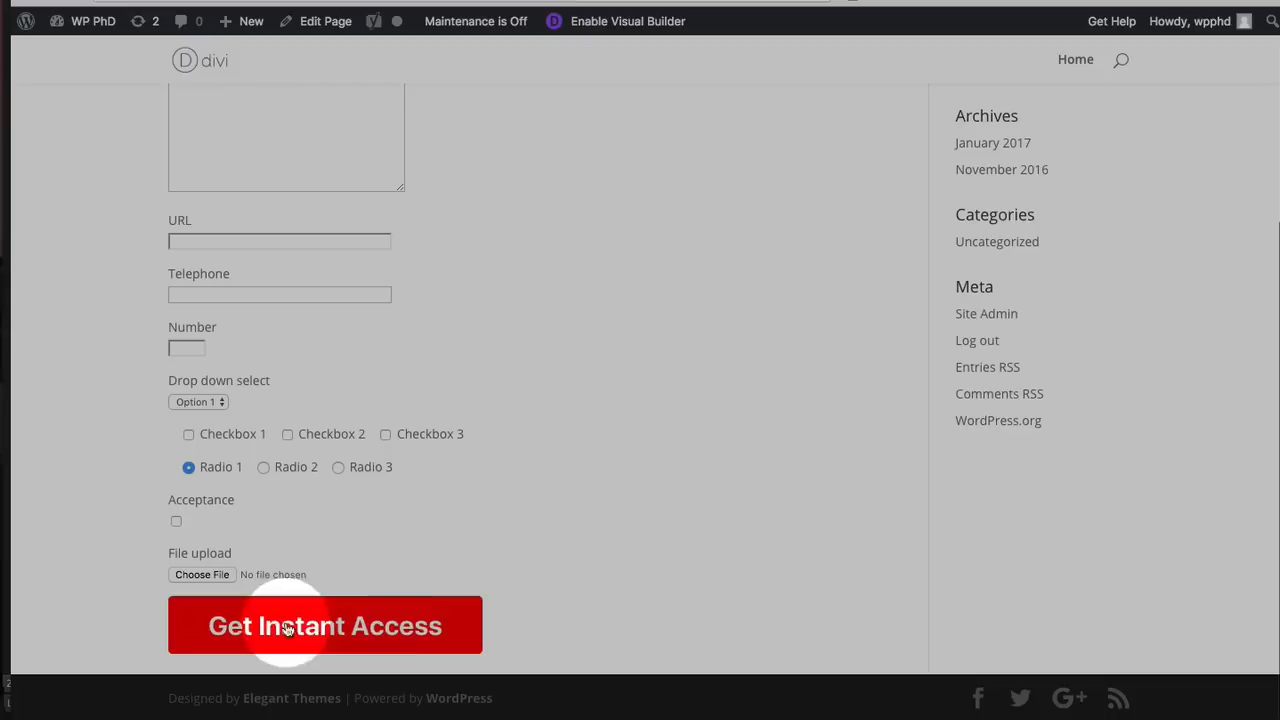 WP PhD 2 0 New Edit Page Maintenance is Off D Enable Visual Builder Get Help Howdy, wpphd
D divi
Home
URL
Telephone
Number
Drop down select
Option 1
Checkbox 1 Checkbox 2 Checkbox 3
Radio 1 Radio 2 Radio 3
Acceptance
File upload
Choose File No file chosen
Get Instant Access
Archives
January 2017
November 2016
Categories
Uncategorized
Meta
Site Admin
Log out
Entries RSS
Comments RSS
WordPress.org
Designed by Elegant Themes | Powered by WordPress